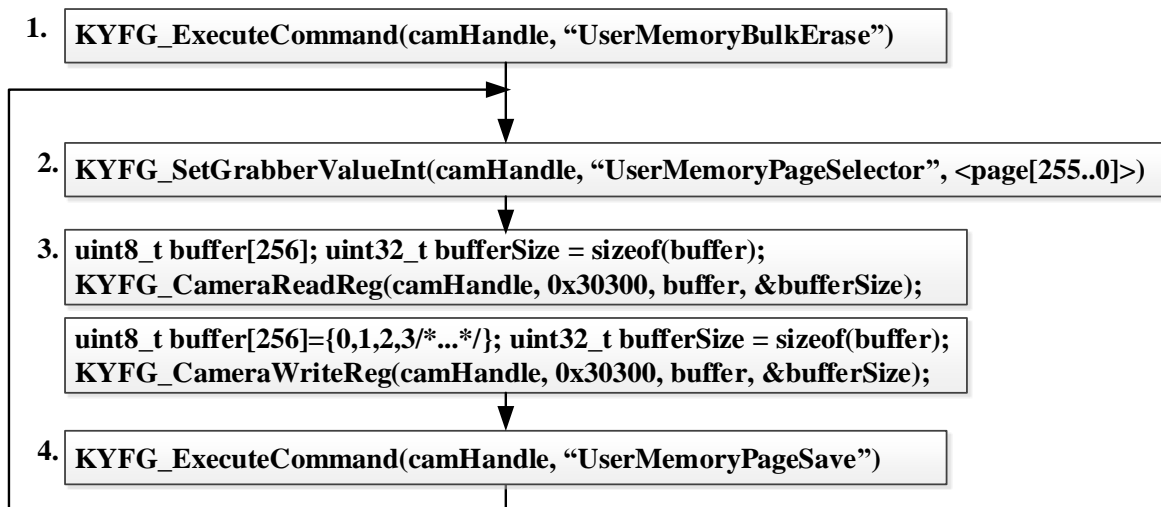 1. KYFG_ExecuteCommand(camHandle, “UserMemoryBulkErase”)
2. KYFG_SetGrabberValueInt(camHandle, “UserMemoryPageSelector”, <page[255..0]>)
3. uint8_t buffer[256]; uint32_t bufferSize = sizeof(buffer);
KYFG_CameraReadReg(camHandle, 0x30300, buffer, &bufferSize);
uint8_t buffer[256]={0,1,2,3/*...*/}; uint32_t bufferSize = sizeof(buffer);
KYFG_CameraWriteReg(camHandle, 0x30300, buffer, &bufferSize);
4. KYFG_ExecuteCommand(camHandle, “UserMemoryPageSave”)